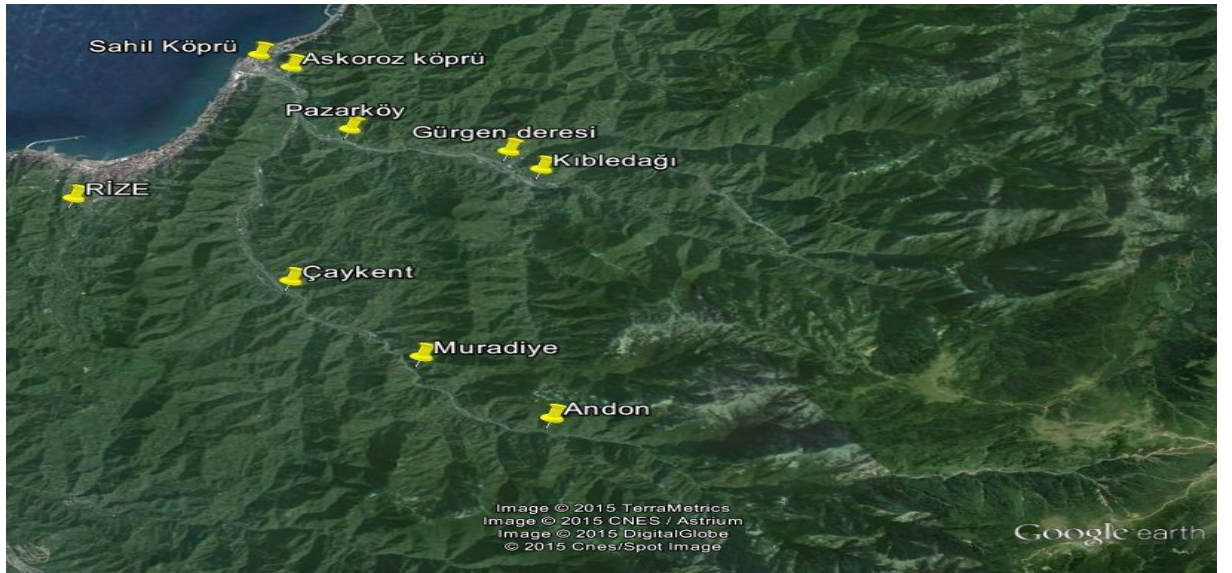 Sahil Köprü
Askoroz köprü
Pazarköy
Gürgen deresi
Kıbledağı
RİZE
Çaykent
Muradiye
Andon
Image © 2015 TerraMetrics
Image © 2015 CNES / Astrium
Image © 2015 DigitalGlobe
© 2015 Cnes/Spot Image
Google earth